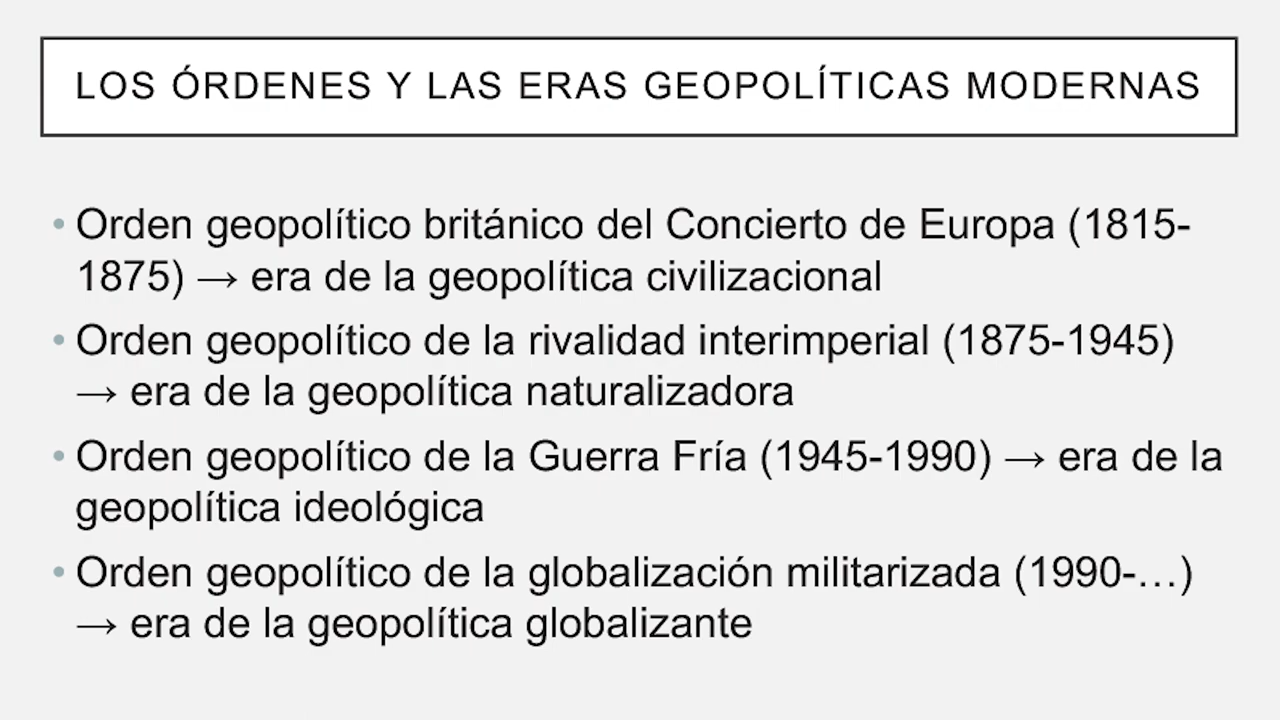 LOS ÓRDENES Y LAS ERAS GEOPOLÍTICAS MODERNAS
• Orden geopolítico británico del Concierto de Europa (1815-
1875) → era de la geopolítica civilizacional
• Orden geopolítico de la rivalidad interimperial (1875-1945)
→ era de la geopolítica naturalizadora
• Orden geopolítico de la Guerra Fría (1945-1990) → era de la
geopolítica ideológica
• Orden geopolítico de la globalización militarizada (1990-…)
→ era de la geopolítica globalizante